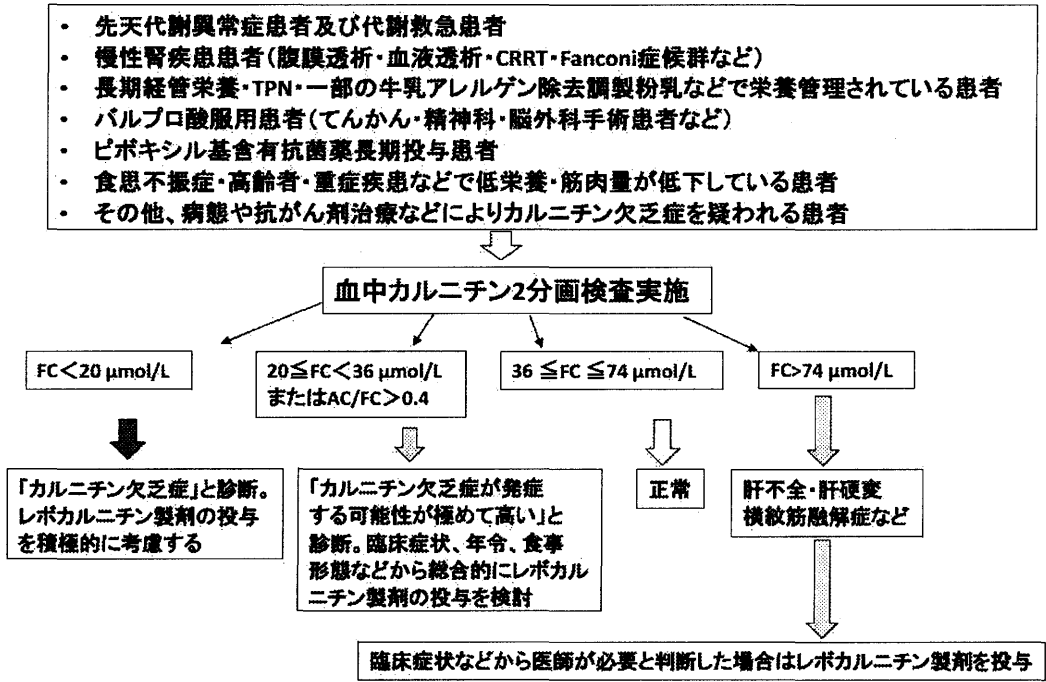 ・ 先天代謝異常症患者及び代謝救急患者
・ 慢性腎疾患患者(腹膜透析・血液透析・CRRT・Fanconi症候群など)
・ 長期経管栄養・TPN・一部の牛乳アレルゲン除去調製粉乳などで栄養管理されている患者
・ バルプロ酸服用患者(てんかん・精神科・脳外科手術患者など)
・ ピボキシル基含有抗菌薬長期投与患者
・ 食思不振症・高齢者・重症疾患などで低栄養・筋肉量が低下している患者
・ その他、病態や抗がん剤治療などによりカルニチン欠乏症を疑われる患者
血中カルニチン2分画検査実施
FC<20 μmol/L
20≦FC<36 μmol/L
またはAC/FC>0.4
36 ≦FC ≦74 μmol/L
FC>74 μmol/L
「カルニチン欠乏症」と診断。
レボカルニチン製剤の投与
を積極的に考慮する
「カルニチン欠乏症が発症
する可能性が極めて高い」と
診断。臨床症状、年令、食事
形態などから総合的にレボカル
ニチン製剤の投与を検討
正常
肝不全・肝硬変
横紋筋融解症など
臨床症状などから医師が必要と判断した場合はレボカルニチン製剤を投与